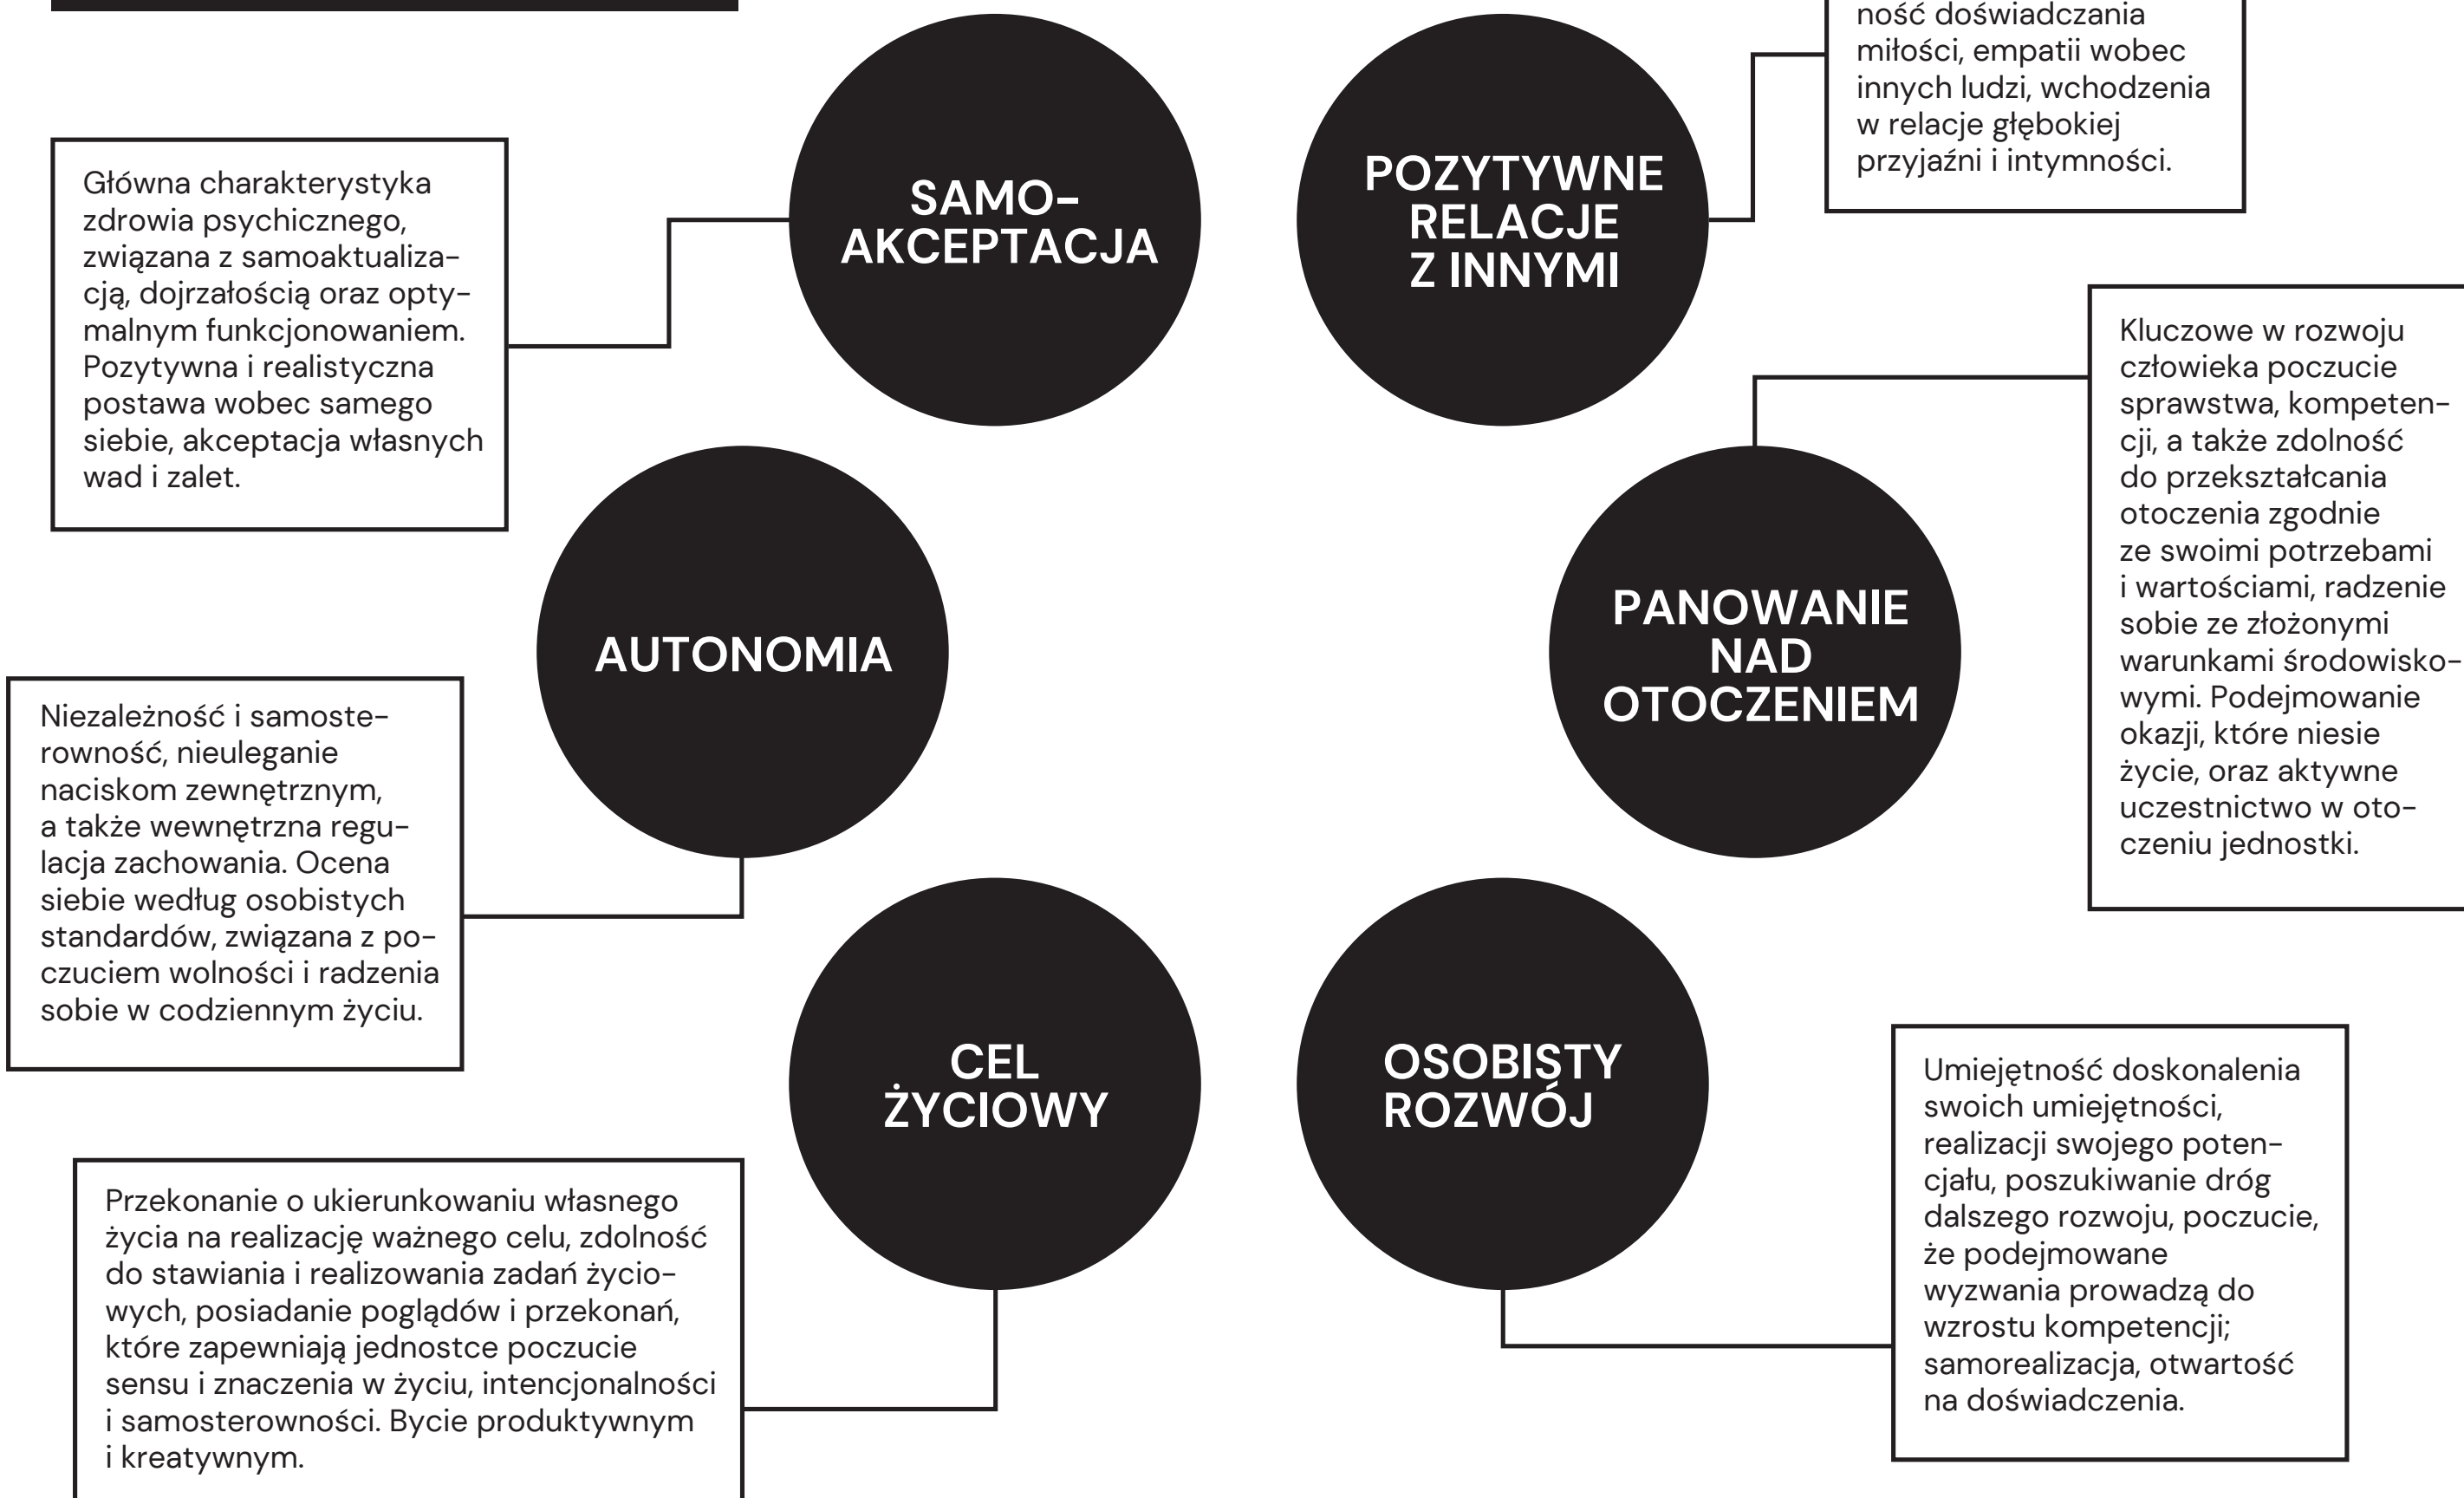 ność doświadczania
miłości, empatii wobec
innych ludzi, wchodzenia
w relacje głębokiej
przyjaźni i intymności.
SAMO-
AKCEPTACJA
POZYTYWNE
RELACJE
Z INNYMI
Główna charakterystyka
zdrowia psychicznego,
związana z samoaktualiza-
cją, dojrzałością oraz opty-
malnym funkcjonowaniem.
Pozytywna i realistyczna
postawa wobec samego
siebie, akceptacja własnych
wad i zalet.
Kluczowe w rozwoju
człowieka poczucie
sprawstwa, kompeten-
cji, a także zdolność
do przekształcania
otoczenia zgodnie
ze swoimi potrzebami
i wartościami, radzenie
sobie ze złożonymi
warunkami środowisko-
wymi. Podejmowanie
okazji, które niesie
życie, oraz aktywne
uczestnictwo w oto-
czeniu jednostki.
AUTONOMIA
PANOWANIE
NAD
OTOCZENIEM
Niezależność i samoste-
rowność, nieuleganie
naciskom zewnętrznym,
a także wewnętrzna regu-
lacja zachowania. Ocena
siebie według osobistych
standardów, związana z po-
czuciem wolności i radzenia
sobie w codziennym życiu.
CEL
ŻYCIOWY
OSOBISTY
ROZWÓJ
Umiejętność doskonalenia
swoich umiejętności,
realizacji swojego poten-
cjału, poszukiwanie dróg
dalszego rozwoju, poczucie,
że podejmowane
wyzwania prowadzą do
wzrostu kompetencji;
samorealizacja, otwartość
na doświadczenia.
Przekonanie o ukierunkowaniu własnego
życia na realizację ważnego celu, zdolność
do stawiania i realizowania zadań życio-
wych, posiadanie poglądów i przekonań,
które zapewniają jednostce poczucie
sensu i znaczenia w życiu, intencjonalności
i samosterowności. Bycie produktywnym
i kreatywnym.